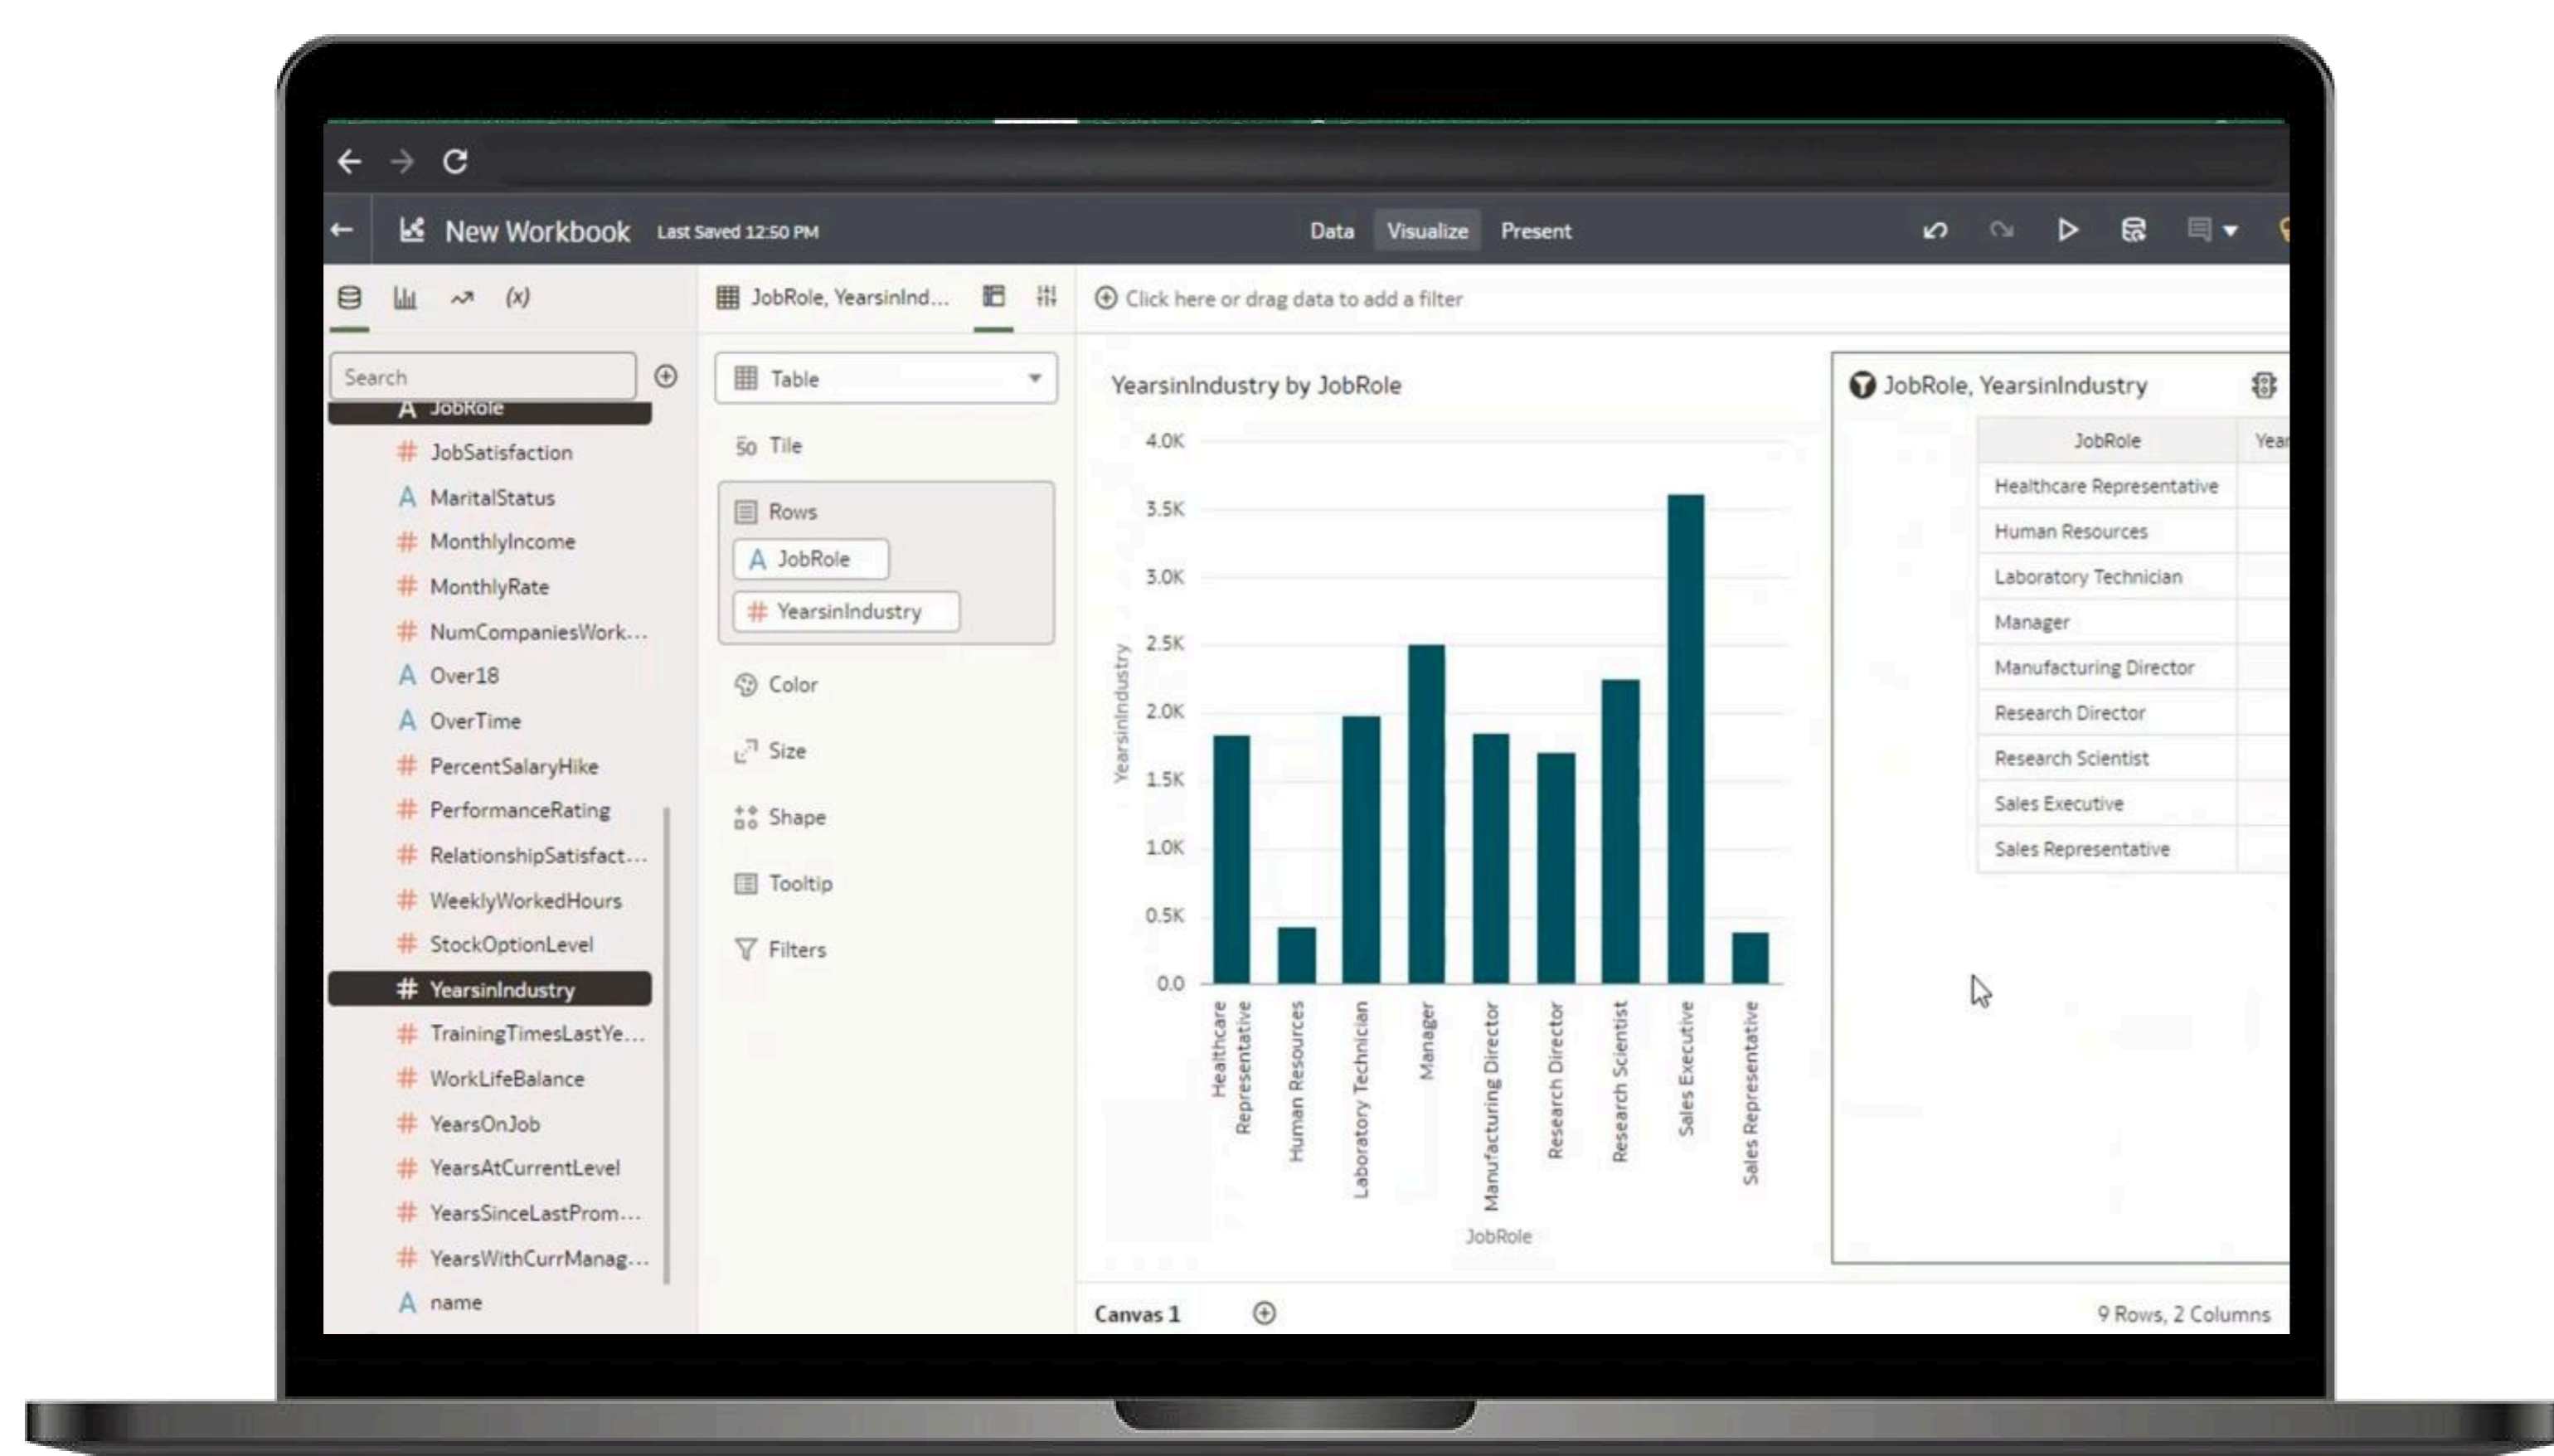 New Workbook Last Saved 12:50 PM Data Visualize Present
(x)
Search
JobRole
# JobSatisfaction
A MaritalStatus
# MonthlyIncome
# MonthlyRate
# NumCompaniesWork...
A Over18
A OverTime
# PercentSalaryHike
# PerformanceRating
# RelationshipSatisfact...
# WeeklyWorkedHours
# StockOptionLevel
# YearsinIndustry
# TrainingTimesLastYe...
# WorkLifeBalance
# YearsOnJob
# YearsAtCurrentLevel
# YearsSinceLastProm...
# YearsWithCurrManag...
A name
JobRole, YearsinInd...
Table
50 Tile
Rows
A JobRole
# YearsinIndustry
Color
Size
Shape
Tooltip
Filters
Click here or drag data to add a filter
YearsinIndustry by JobRole
4.0K
3.5K
3.0K
2.5K
2.0K
1.5K
1.0K
0.5K
0.0
YearsinIndustry
Healthcare
Representative
Human Resources
Laboratory Technician
Manager
Manufacturing Director
Research Director
Research Scientist
Sales Executive
Sales Representative
JobRole
JobRole, YearsinIndustry
JobRole Year
Healthcare Representative
Human Resources
Laboratory Technician
Manager
Manufacturing Director
Research Director
Research Scientist
Sales Executive
Sales Representative
Canvas 1
9 Rows, 2 Columns